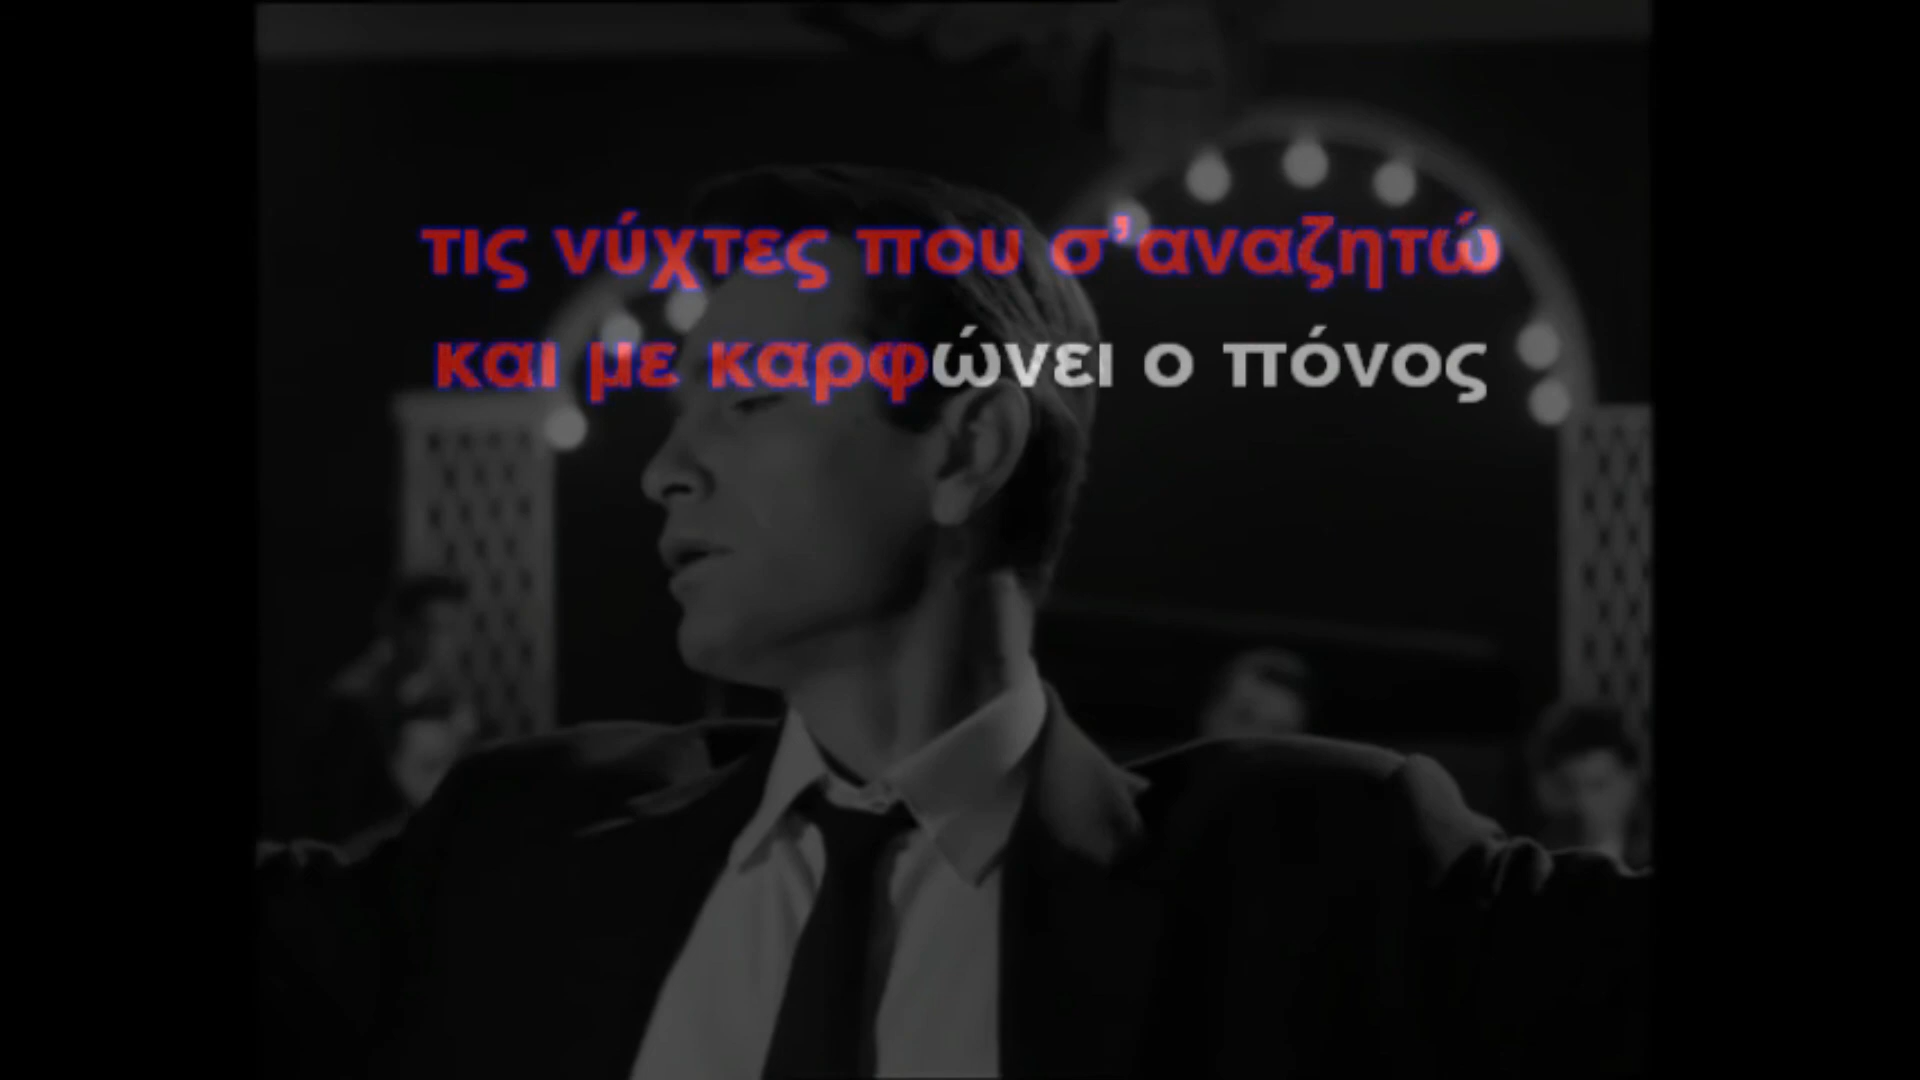 τις νύχτες που σ'αναζητώ
και με καρφώνει ο πόνος